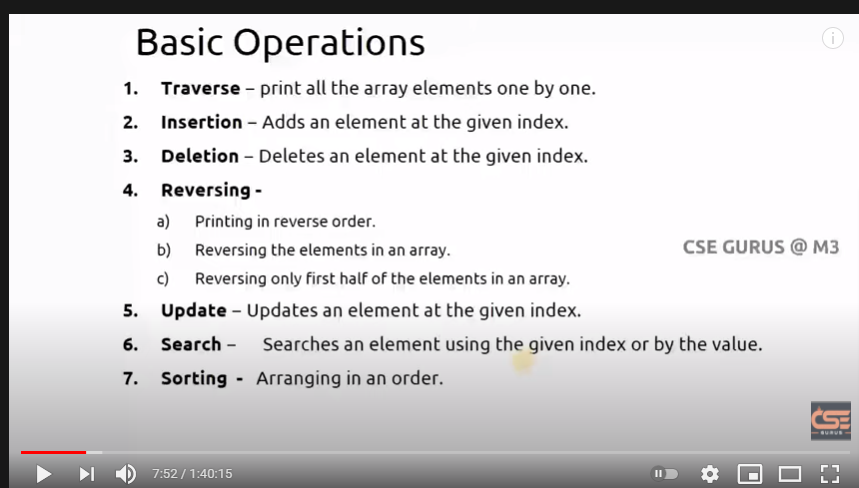 Basic Operations
1. Traverse – print all the array elements one by one.
2. Insertion – Adds an element at the given index.
3. Deletion – Deletes an element at the given index.
4. Reversing -
a) Printing in reverse order.
b) Reversing the elements in an array.
CSE GURUS @ M3
c) Reversing only first half of the elements in an array.
5. Update – Updates an element at the given index.
6. Search – Searches an element using the given index or by the value.
7. Sorting - Arranging in an order.
CSE
GURUS
7:52 / 1:40:15